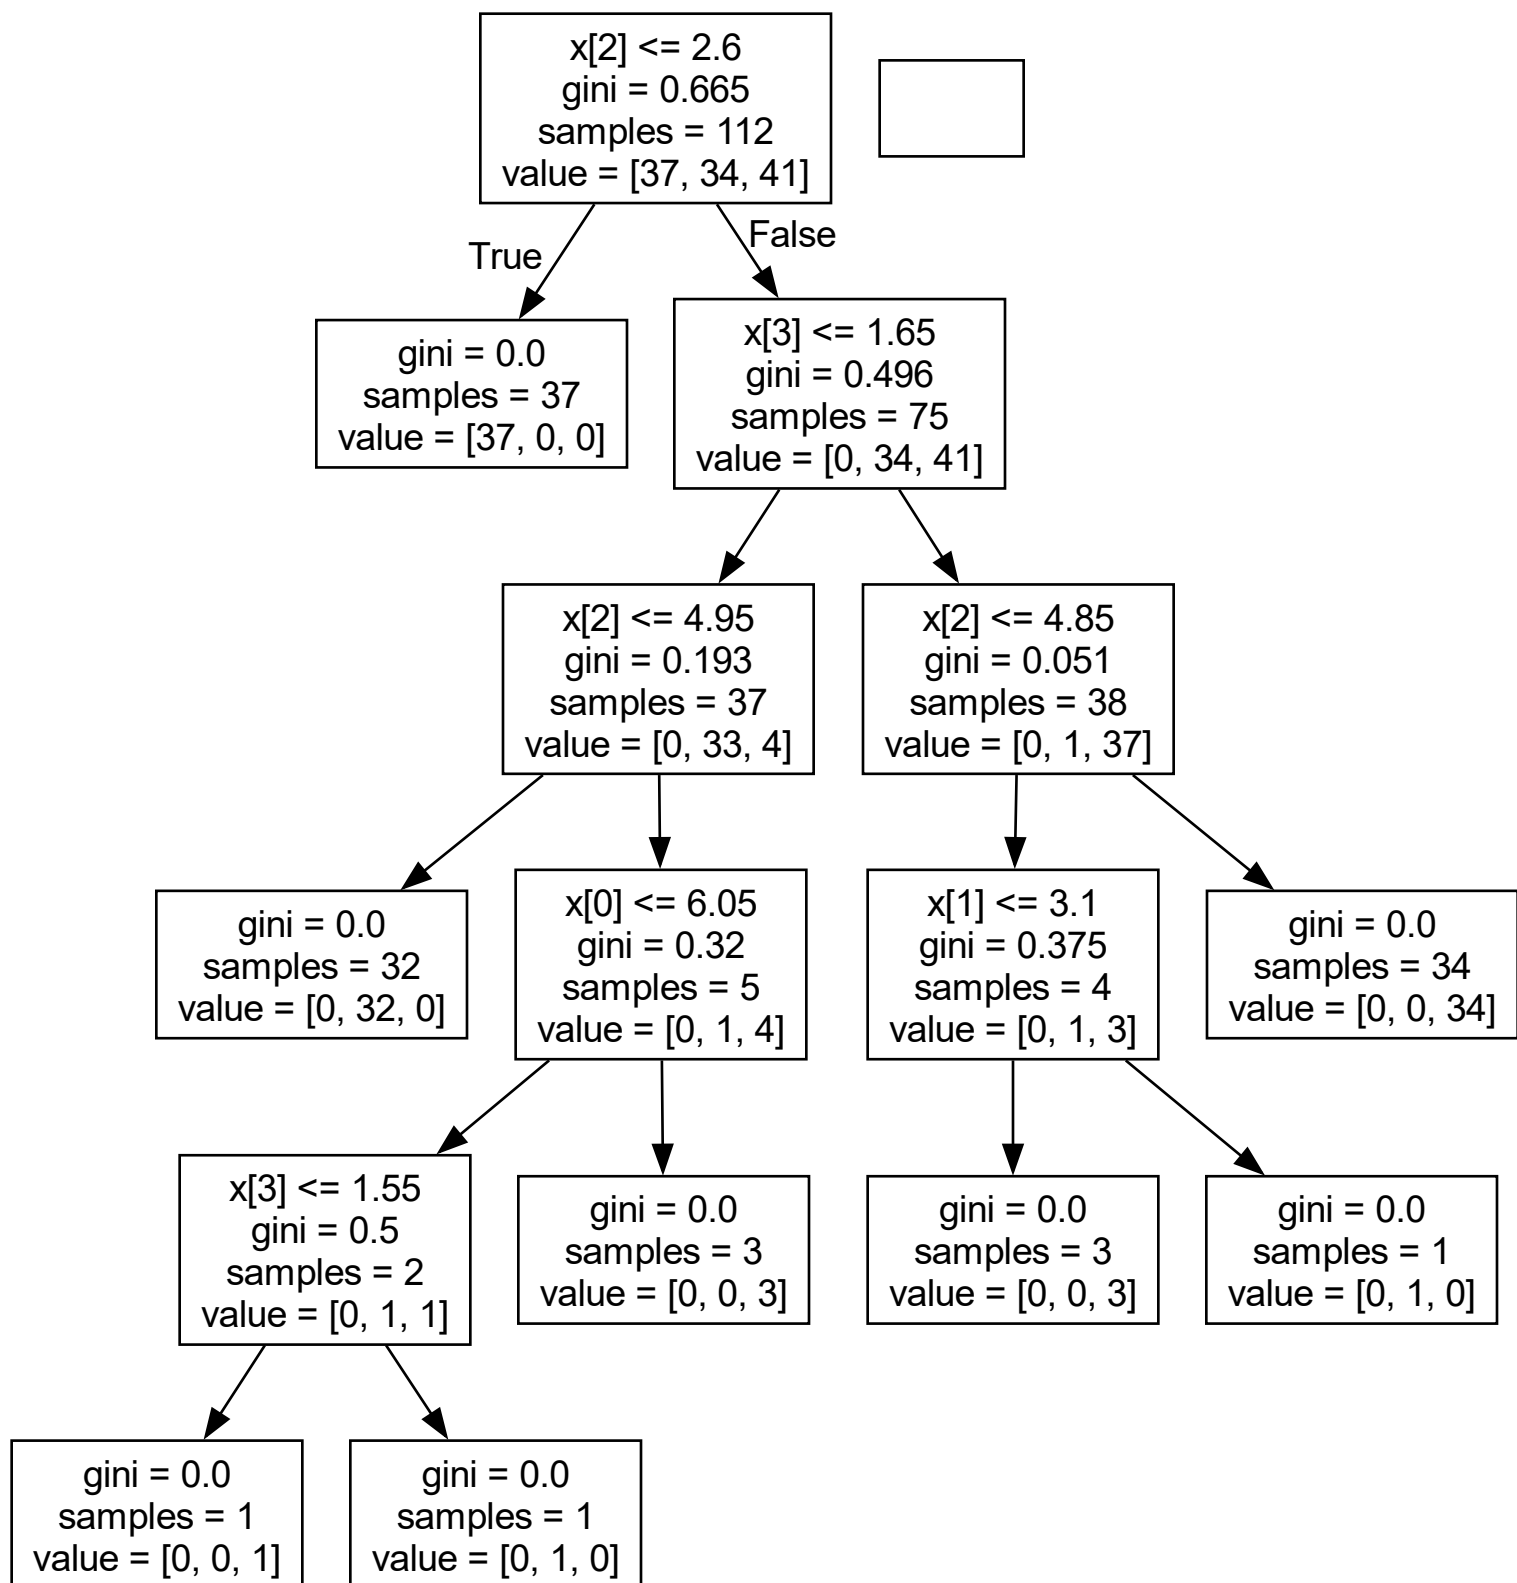 x[2] <= 2.6
gini = 0.665
samples = 112
value = [37, 34, 41]
True
False
gini = 0.0
samples = 37
value = [37, 0, 0]
x[3] <= 1.65
gini = 0.496
samples = 75
value = [0, 34, 41]
x[2] <= 4.95
gini = 0.193
samples = 37
value = [0, 33, 4]
x[2] <= 4.85
gini = 0.051
samples = 38
value = [0, 1, 37]
gini = 0.0
samples = 32
value = [0, 32, 0]
x[0] <= 6.05
gini = 0.32
samples = 5
value = [0, 1, 4]
x[1] <= 3.1
gini = 0.375
samples = 4
value = [0, 1, 3]
gini = 0.0
samples = 34
value = [0, 0, 34]
x[3] <= 1.55
gini = 0.5
samples = 2
value = [0, 1, 1]
gini = 0.0
samples = 3
value = [0, 0, 3]
gini = 0.0
samples = 3
value = [0, 0, 3]
gini = 0.0
samples = 1
value = [0, 1, 0]
gini = 0.0
samples = 1
value = [0, 0, 1]
gini = 0.0
samples = 1
value = [0, 1, 0]